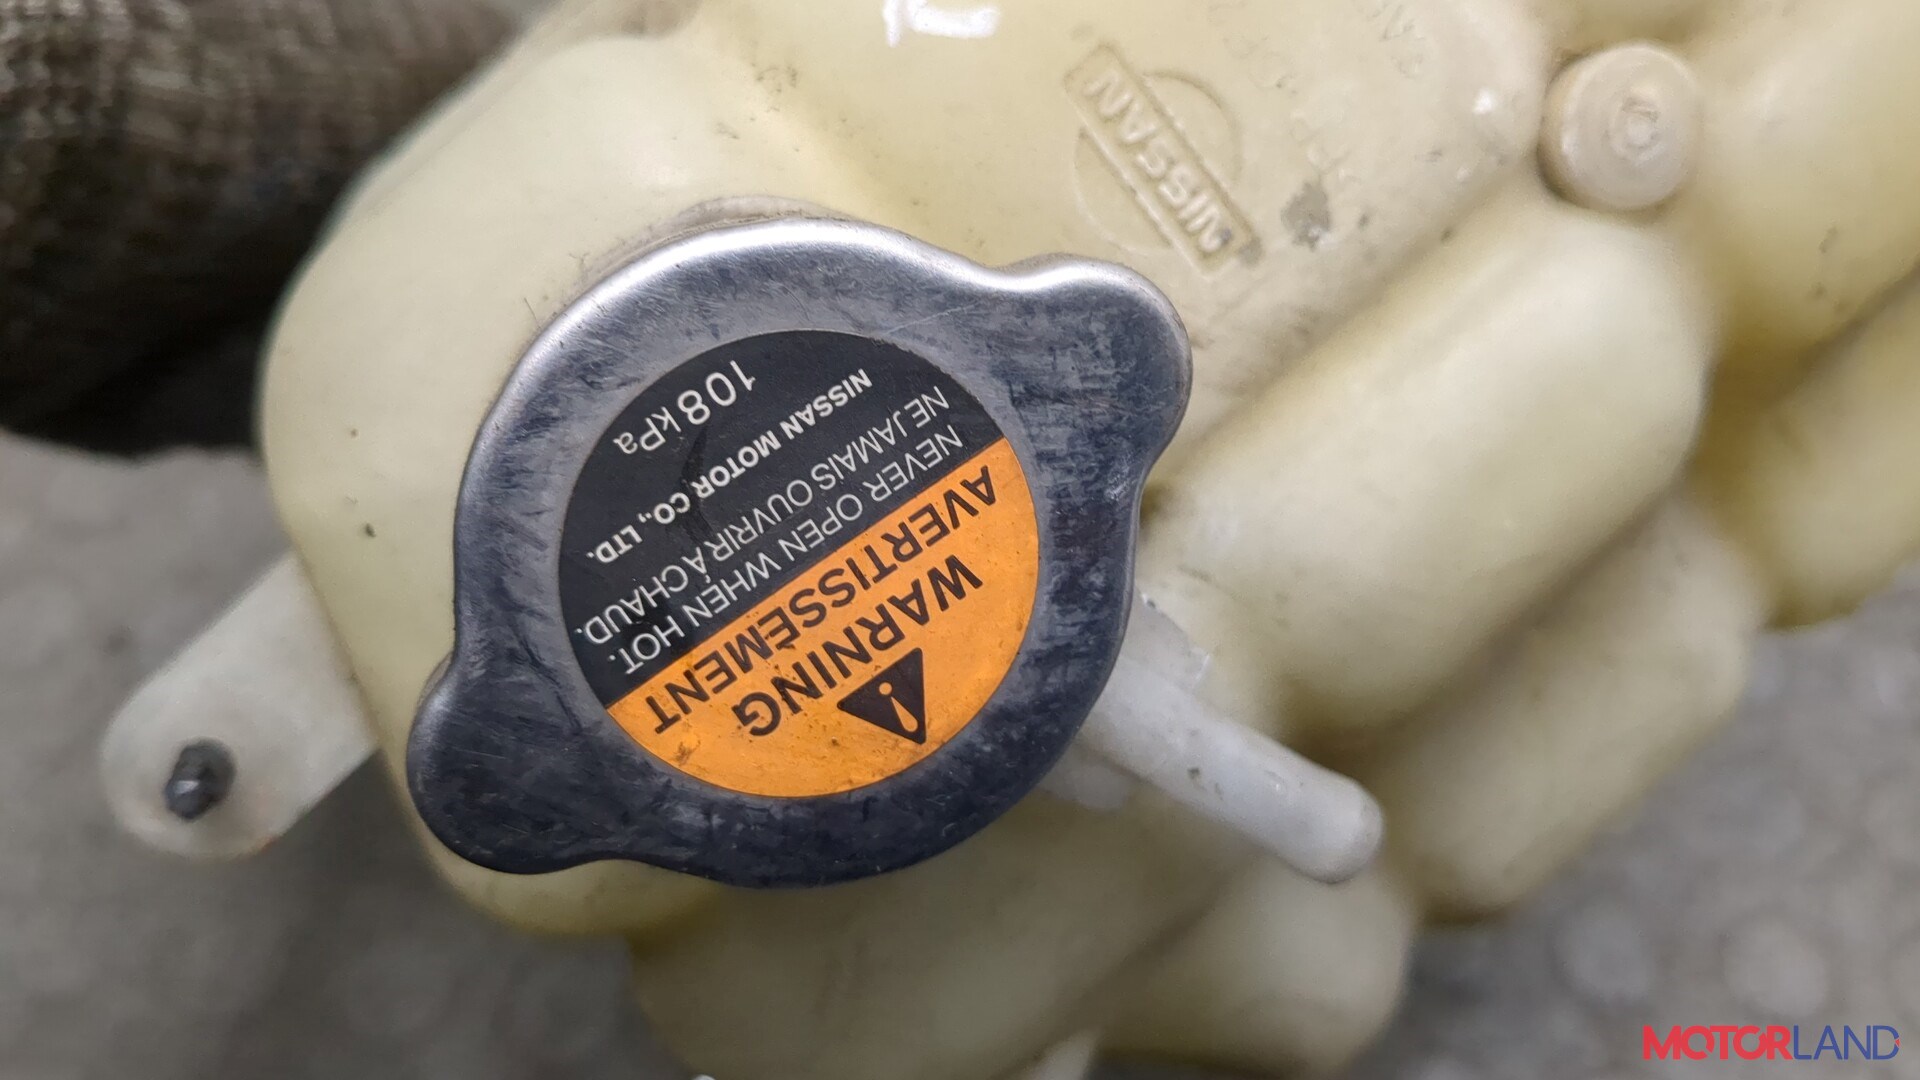 WARNING
AVERTISSEMENT
NEVER OPEN WHEN HOT.
NE JAMAIS OUVRIR À CHAUD.
NISSAN MOTOR CO., LTD.
108 kPa
NISSAN
MOTORLAND